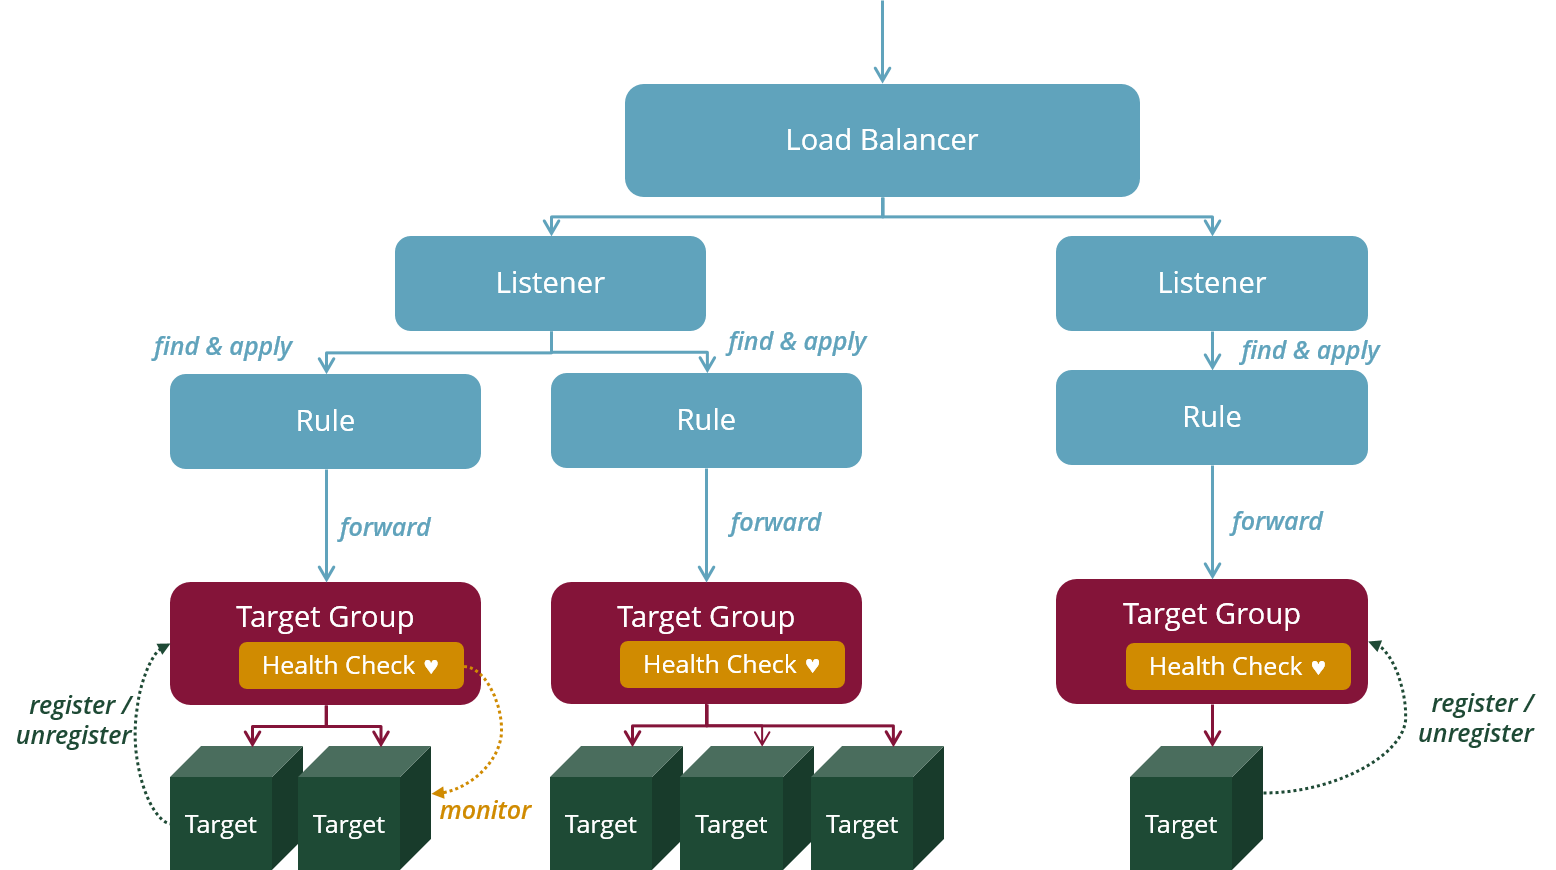 Load Balancer
Listener
Listener
find & apply
find & apply
find & apply
Rule
Rule
Rule
forward
forward
forward
Target Group
Health Check ♥
Target Group
Health Check ♥
Target Group
Health Check ♥
register /
unregister
register /
unregister
monitor
Target
Target
Target
Target
Target
Target